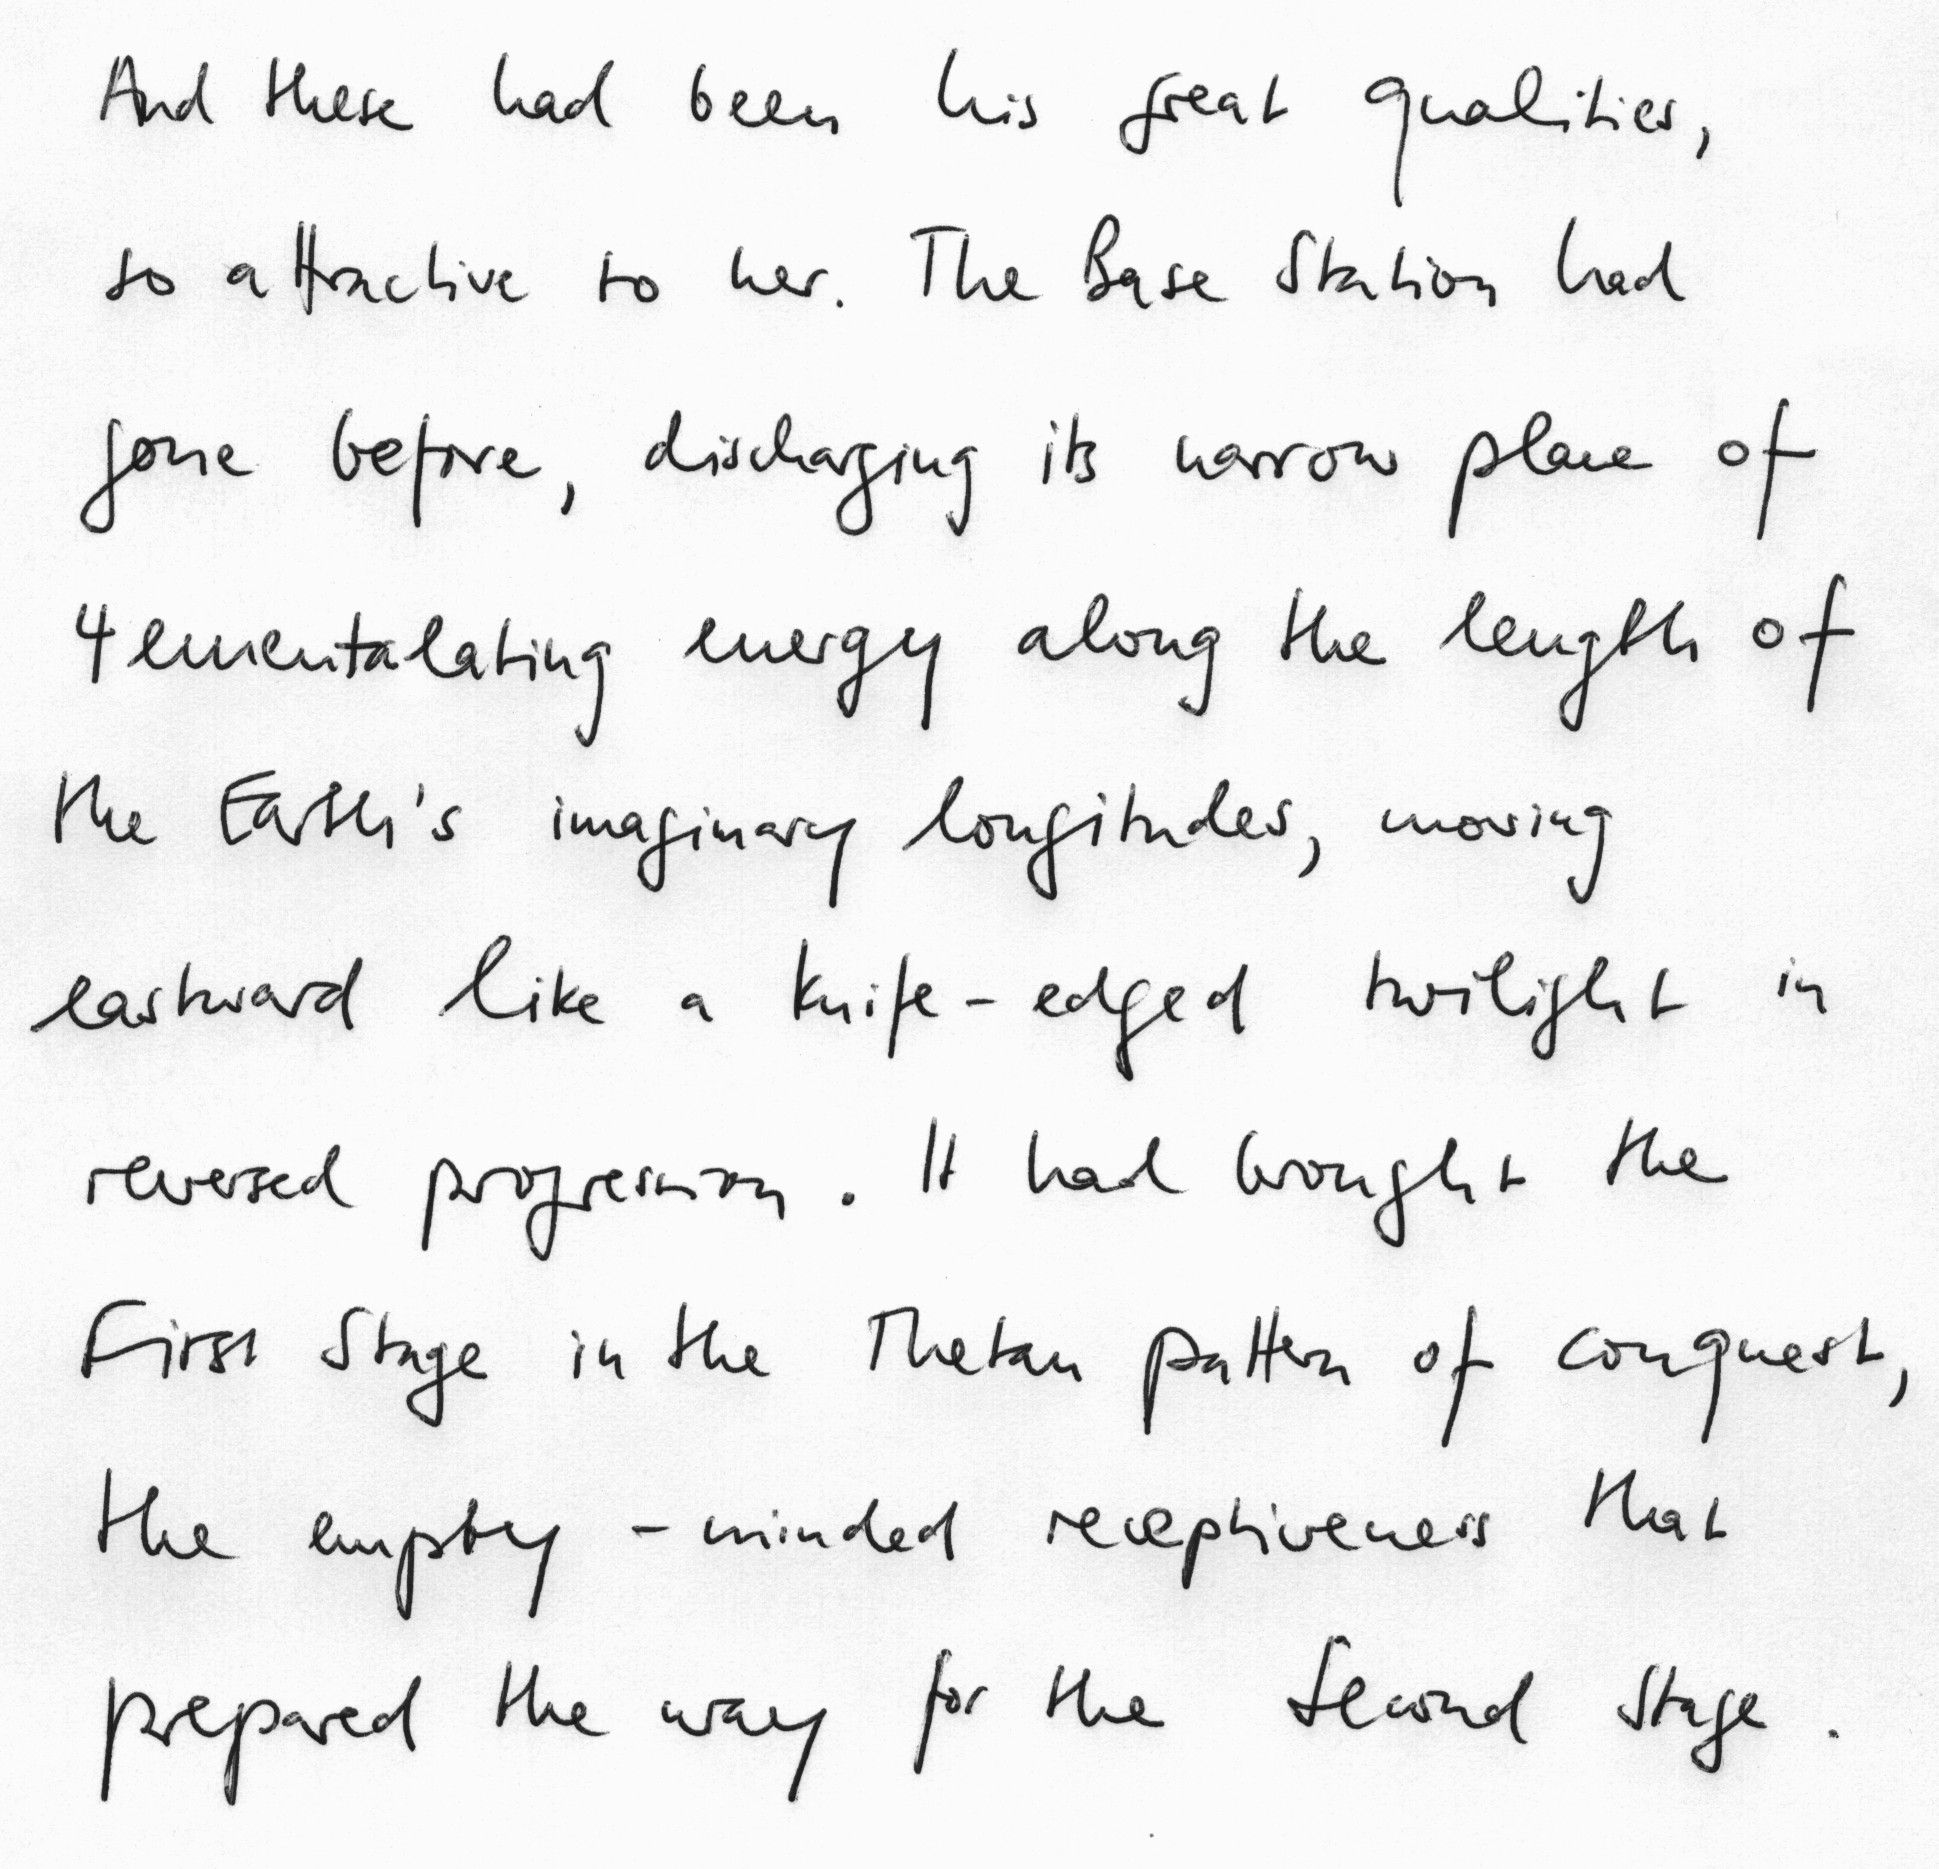 And these had been his great qualities,
so attractive to her. The Base Station had
gone before, discharging its narrow plane of
4ementalating energy along the length of
the Earth's imaginary longitudes, moving
eastward like a knife-edged twilight in
reversed progression. It had brought the
First Stage in the Thetan pattern of conquest,
the empty-minded receptiveness that
prepared the way for the Second Stage.